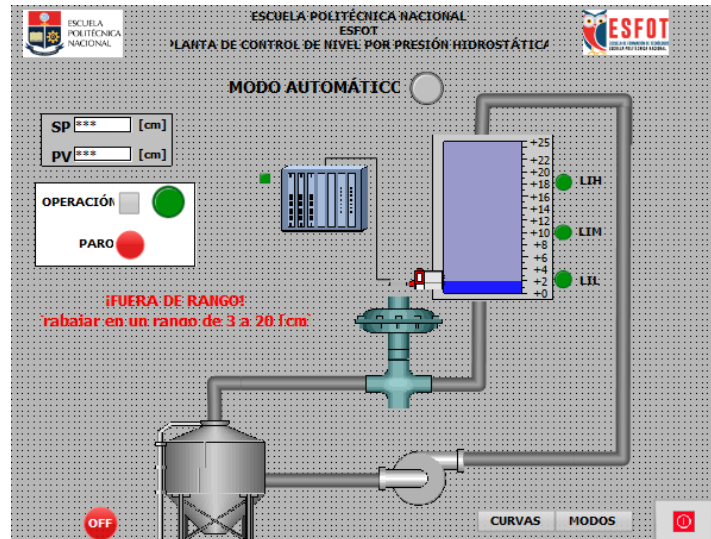 ESCUELA
POLITÉCNICA
NACIONAL
ESCUELA POLITÉCNICA NACIONAL
ESFOT
PLANTA DE CONTROL DE NIVEL POR PRESIÓN HIDROSTÁTICA
ESFOT
MODO AUTOMÁTICO
SP *** [cm]
PV *** [cm]
OPERACIÓN
PARO
+25
+22
+20
+18
+16
+14
+12
+10
+8
+6
+4
+2
+0
LIH
LIM
LIL
¡FUERA DE RANGO!
rabajar en un rango de 3 a 20 [cm
OFF
CURVAS
MODOS